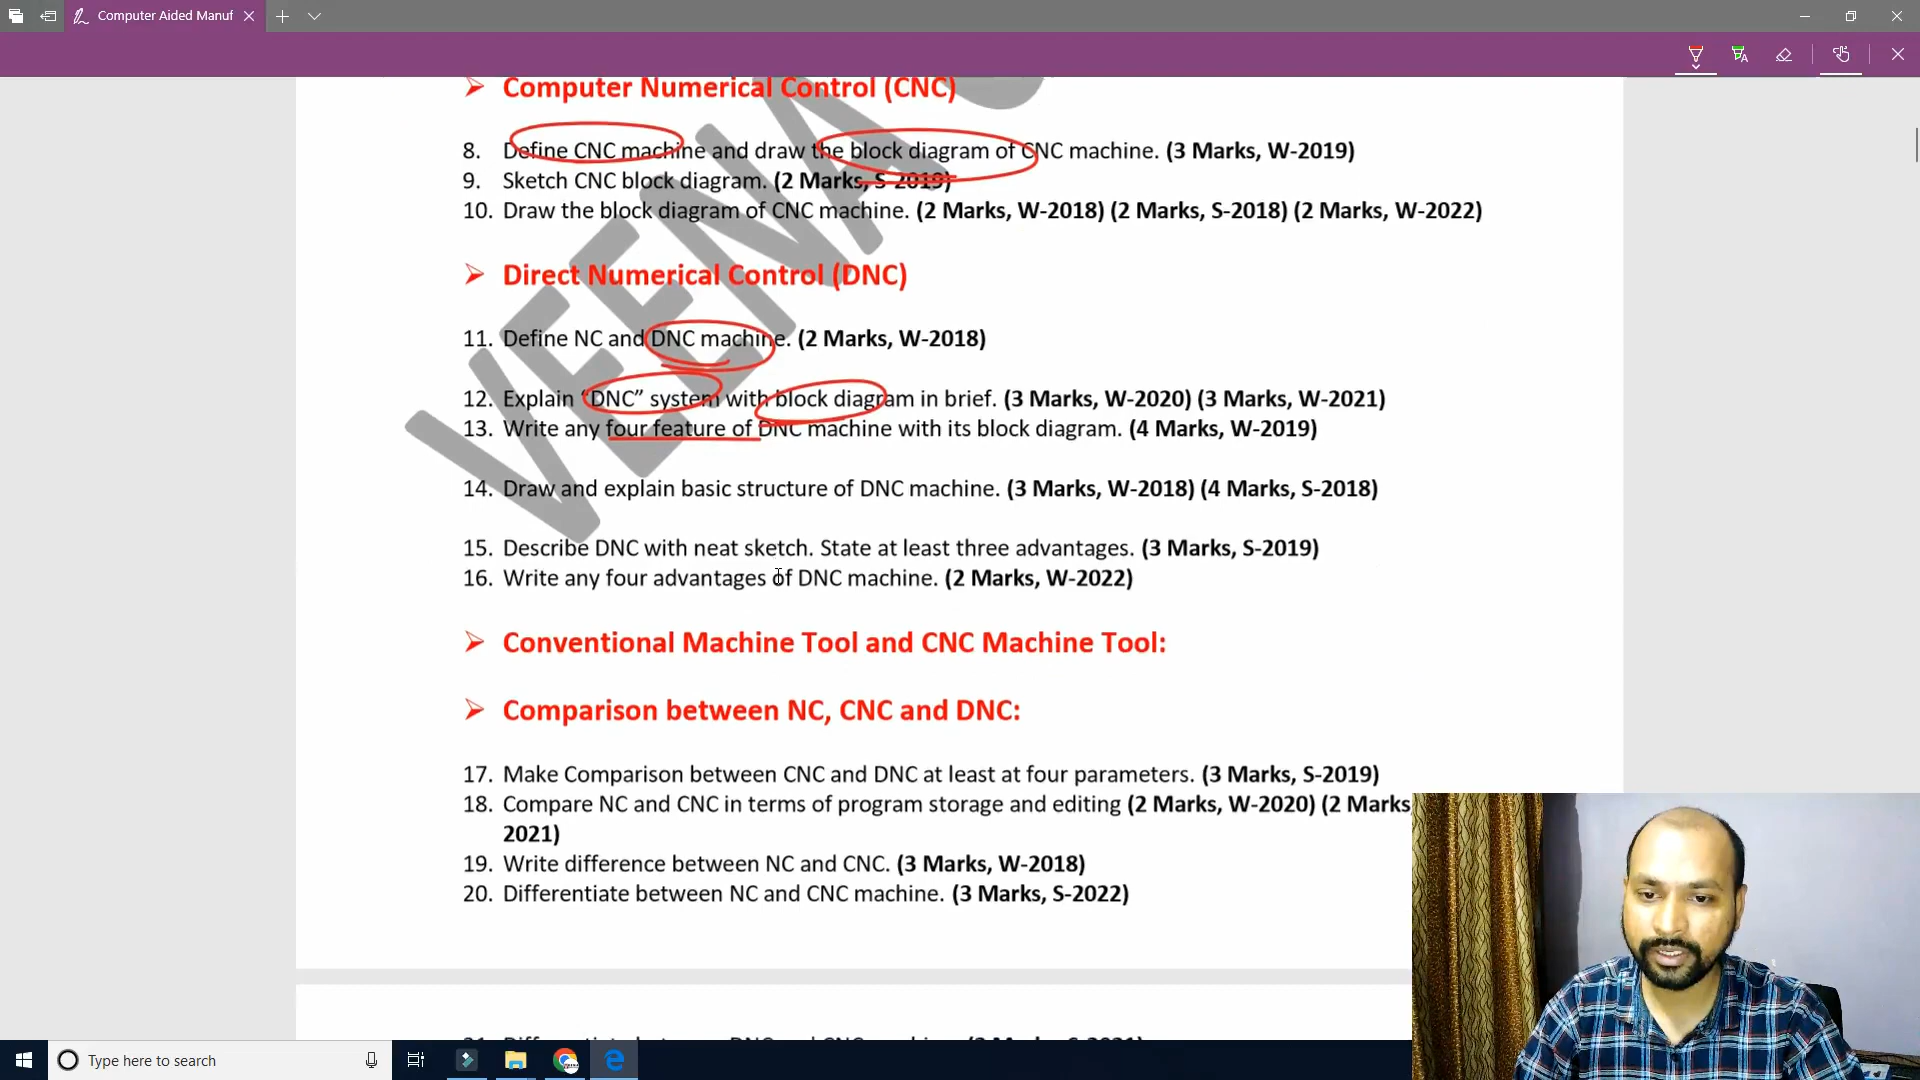 Computer Aided Manuf
Computer Numerical Control (CNC)
8. Define CNC machine and draw the block diagram of CNC machine. (3 Marks, W-2019)
9. Sketch CNC block diagram. (2 Marks, S-2019)
10. Draw the block diagram of CNC machine. (2 Marks, W-2018) (2 Marks, S-2018) (2 Marks, W-2022)
Direct Numerical Control (DNC)
11. Define NC and DNC machine. (2 Marks, W-2018)
12. Explain “DNC” system with block diagram in brief. (3 Marks, W-2020) (3 Marks, W-2021)
13. Write any four feature of DNC machine with its block diagram. (4 Marks, W-2019)
14. Draw and explain basic structure of DNC machine. (3 Marks, W-2018) (4 Marks, S-2018)
15. Describe DNC with neat sketch. State at least three advantages. (3 Marks, S-2019)
16. Write any four advantages of DNC machine. (2 Marks, W-2022)
Conventional Machine Tool and CNC Machine Tool:
Comparison between NC, CNC and DNC:
17. Make Comparison between CNC and DNC at least at four parameters. (3 Marks, S-2019)
18. Compare NC and CNC in terms of program storage and editing (2 Marks, W-2020) (2 Marks
2021)
19. Write difference between NC and CNC. (3 Marks, W-2018)
20. Differentiate between NC and CNC machine. (3 Marks, S-2022)
VEENA
Type here to search